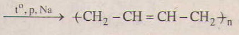 t°, p, Na → (CH₂ – CH = CH – CH₂)ₙ